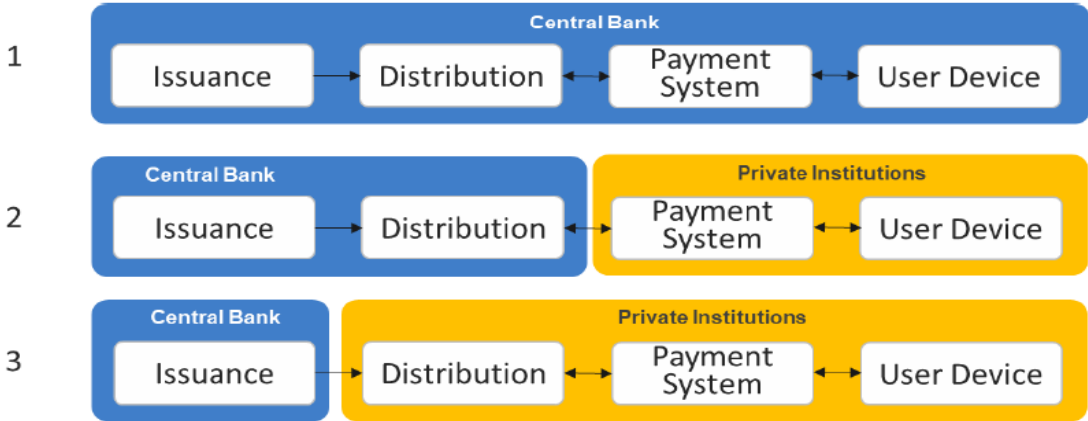 Central Bank
1
Issuance
Distribution
Payment
System
User Device
Central Bank
Private Institutions
2
Issuance
Distribution
Payment
System
User Device
Central Bank
Private Institutions
3
Issuance
Distribution
Payment
System
User Device